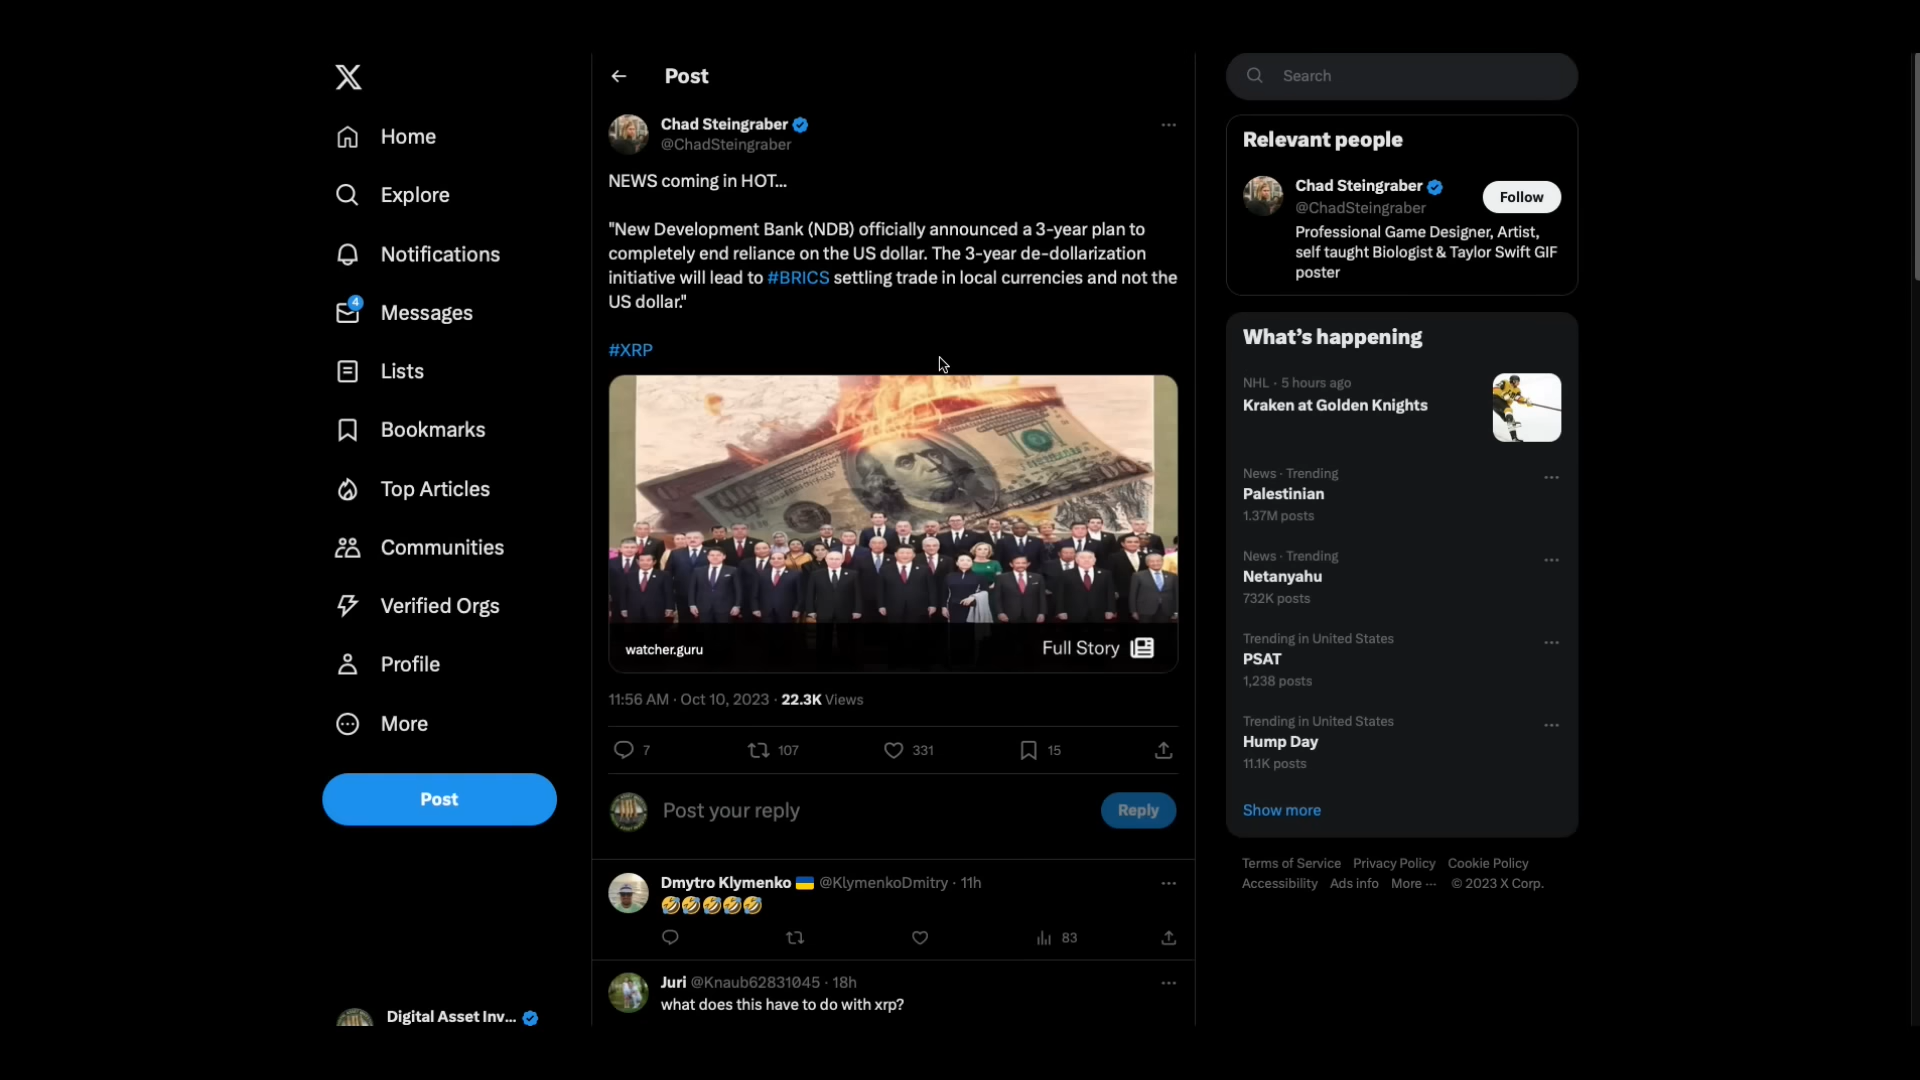 Home
Explore
Notifications
4
Messages
Lists
Bookmarks
Top Articles
Communities
Verified Orgs
Profile
More
Post
Digital Asset Inv...
Post
Chad Steingraber
@ChadSteingraber
NEWS coming in HOT...
"New Development Bank (NDB) officially announced a 3-year plan to
completely end reliance on the US dollar. The 3-year de-dollarization
initiative will lead to #BRICS settling trade in local currencies and not the
US dollar."
#XRP
watcher.guru
Full Story
11:56 AM · Oct 10, 2023 · 22.3K Views
7 107 331 15
Post your reply
Reply
Dmytro Klymenko 🇺🇦 @KlymenkoDmitry · 11h
🤣🤣🤣🤣🤣
83
Juri @Knaub62831045 · 18h
what does this have to do with xrp?
Search
Relevant people
Chad Steingraber
@ChadSteingraber
Follow
Professional Game Designer, Artist,
self taught Biologist & Taylor Swift GIF
poster
What's happening
NHL · 5 hours ago
Kraken at Golden Knights
News · Trending
Palestinian
1.37M posts
News · Trending
Netanyahu
732K posts
Trending in United States
PSAT
1,238 posts
Trending in United States
Hump Day
11.1K posts
Show more
Terms of Service Privacy Policy Cookie Policy
Accessibility Ads info More ··· © 2023 X Corp.